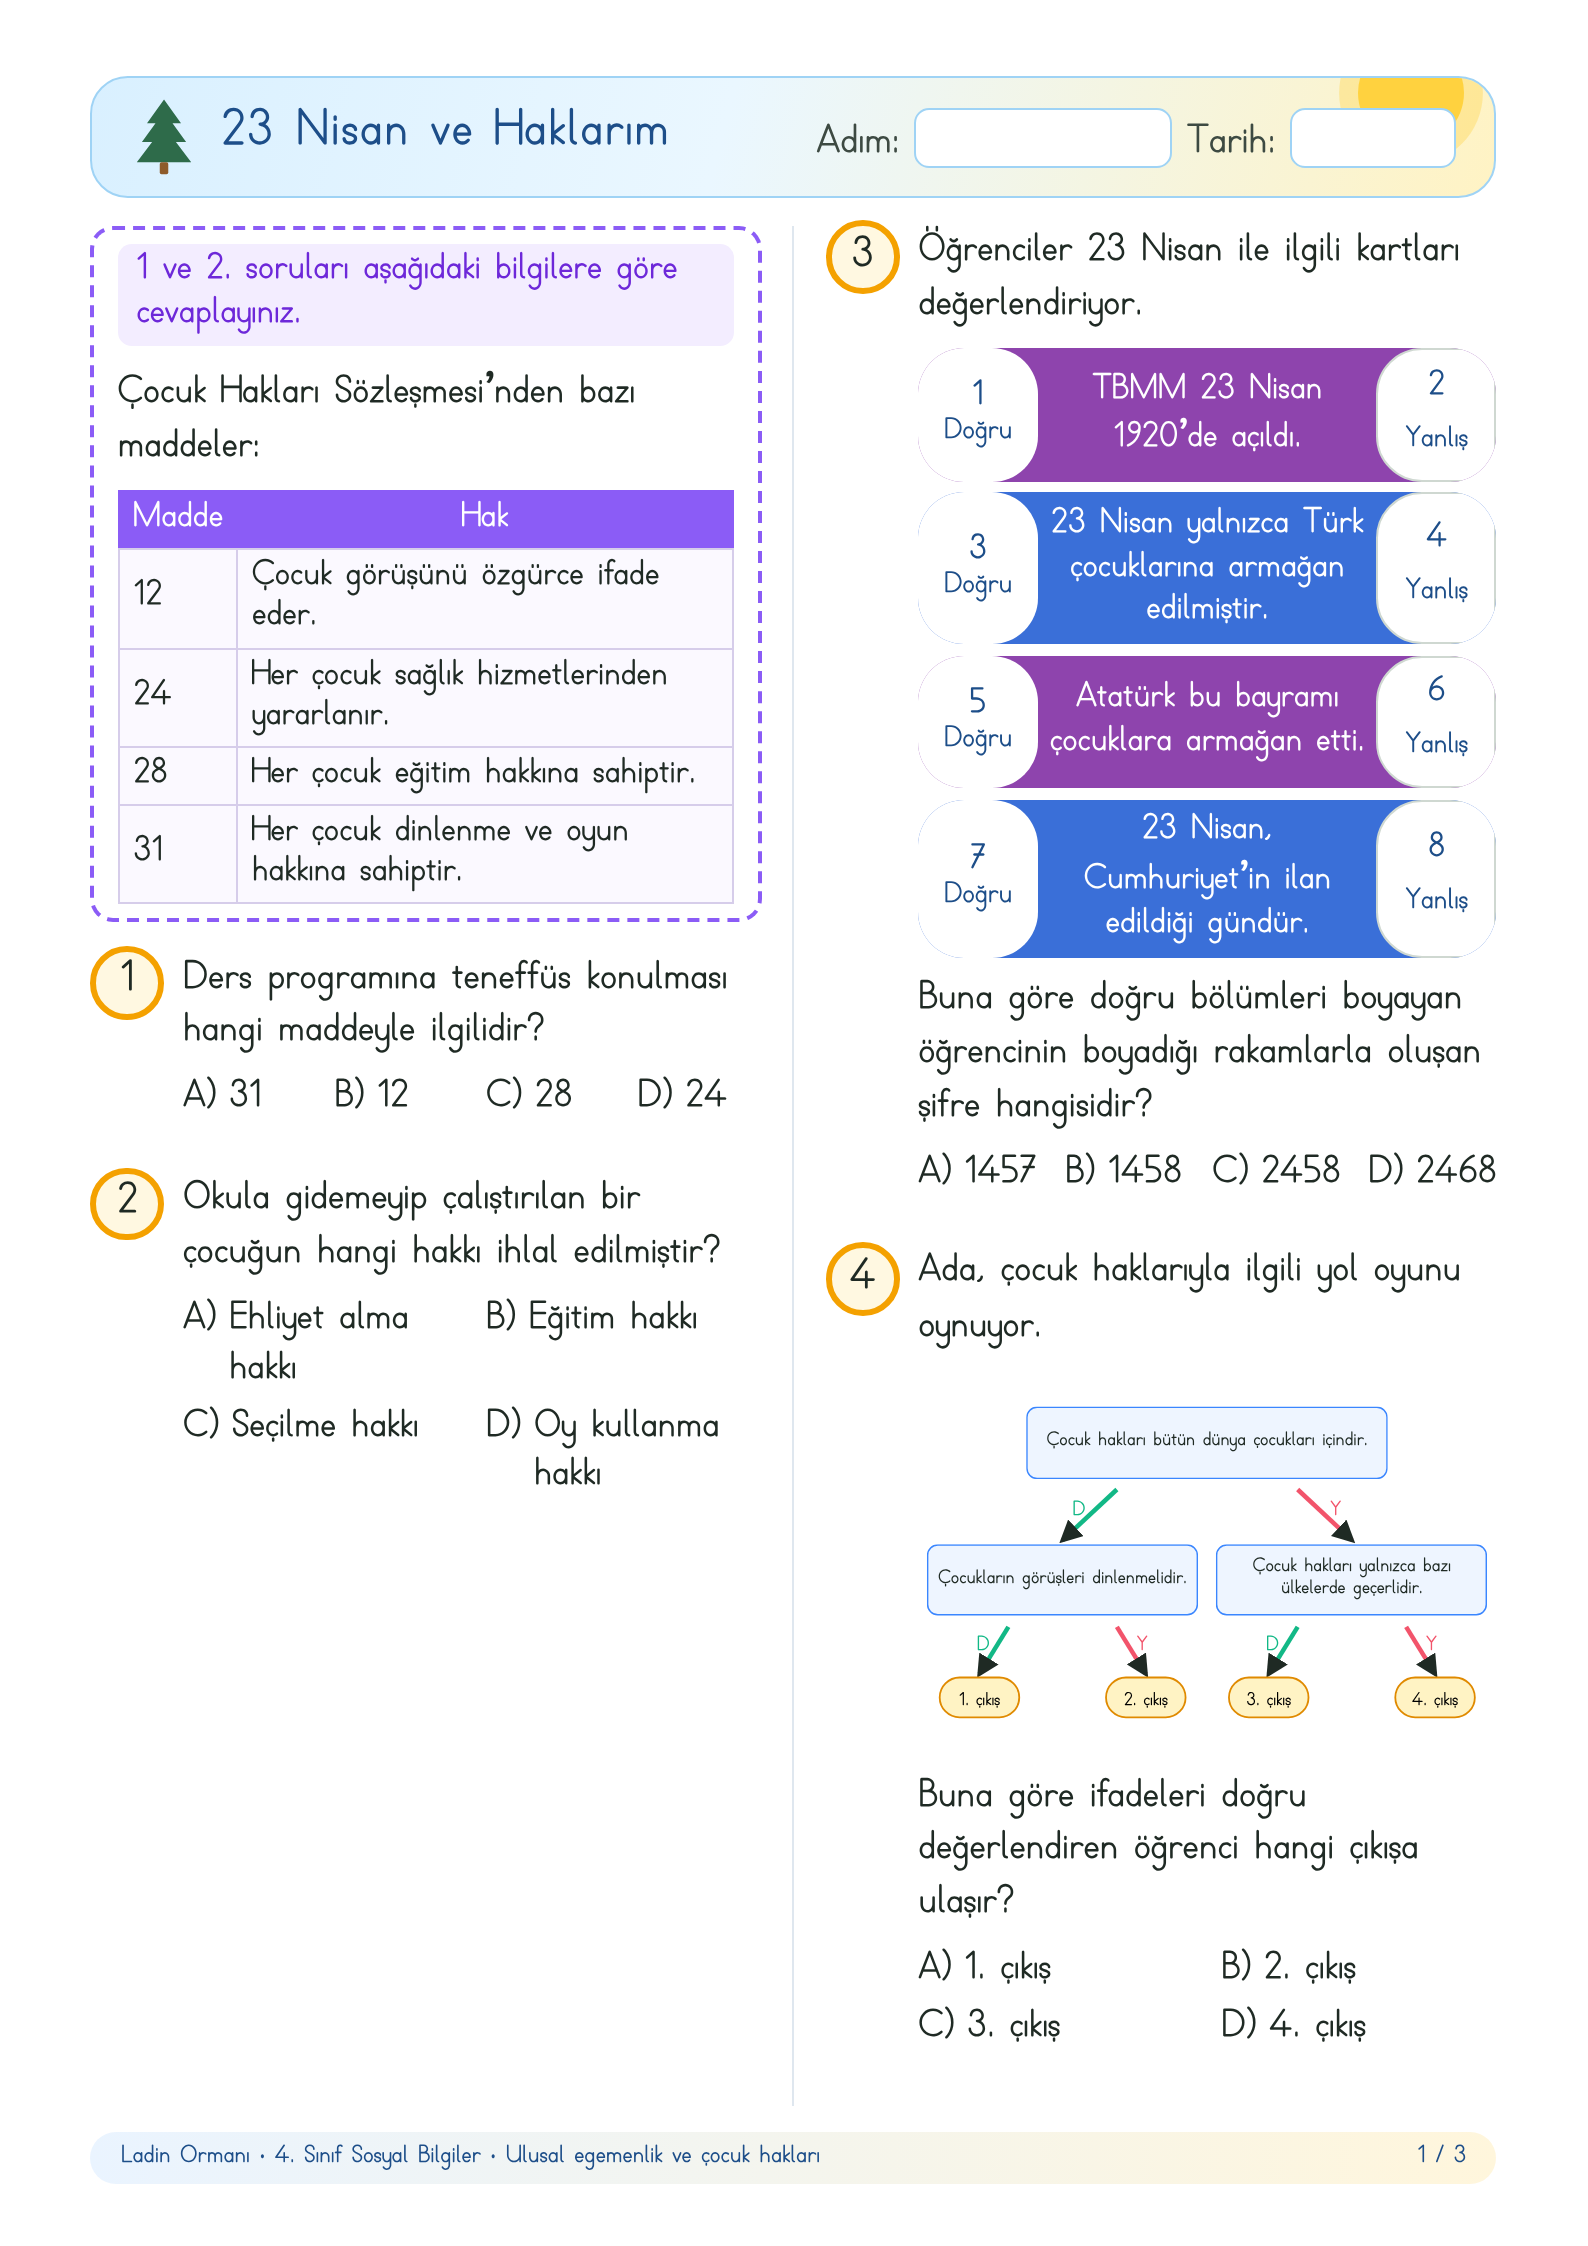 23 Nisan ve Haklarım
Adım:
Tarih:
1 ve 2. soruları aşağıdaki bilgilere göre
cevaplayınız.
Çocuk Hakları Sözleşmesi’nden bazı
maddeler:
Madde Hak
12 Çocuk görüşünü özgürce ifade
eder.
24 Her çocuk sağlık hizmetlerinden
yararlanır.
28 Her çocuk eğitim hakkına sahiptir.
31 Her çocuk dinlenme ve oyun
hakkına sahiptir.
1 Ders programına teneffüs konulması
hangi maddeyle ilgilidir?
A) 31 B) 12 C) 28 D) 24
2 Okula gidemeyip çalıştırılan bir
çocuğun hangi hakkı ihlal edilmiştir?
A) Ehliyet alma
hakkı
B) Eğitim hakkı
C) Seçilme hakkı
D) Oy kullanma
hakkı
3 Öğrenciler 23 Nisan ile ilgili kartları
değerlendiriyor.
1
Doğru
TBMM 23 Nisan
1920’de açıldı.
2
Yanlış
3
Doğru
23 Nisan yalnızca Türk
çocuklarına armağan
edilmiştir.
4
Yanlış
5
Doğru
Atatürk bu bayramı
çocuklara armağan etti.
6
Yanlış
7
Doğru
23 Nisan,
Cumhuriyet’in ilan
edildiği gündür.
8
Yanlış
Buna göre doğru bölümleri boyayan
öğrencinin boyadığı rakamlarla oluşan
şifre hangisidir?
A) 1457 B) 1458 C) 2458 D) 2468
4 Ada, çocuk haklarıyla ilgili yol oyunu
oynuyor.
Çocuk hakları bütün dünya çocukları içindir.
D Y
Çocukların görüşleri dinlenmelidir.
Çocuk hakları yalnızca bazı
ülkelerde geçerlidir.
D Y D Y
1. çıkış 2. çıkış 3. çıkış 4. çıkış
Buna göre ifadeleri doğru
değerlendiren öğrenci hangi çıkışa
ulaşır?
A) 1. çıkış B) 2. çıkış
C) 3. çıkış D) 4. çıkış
Ladin Ormanı • 4. Sınıf Sosyal Bilgiler • Ulusal egemenlik ve çocuk hakları
1 / 3